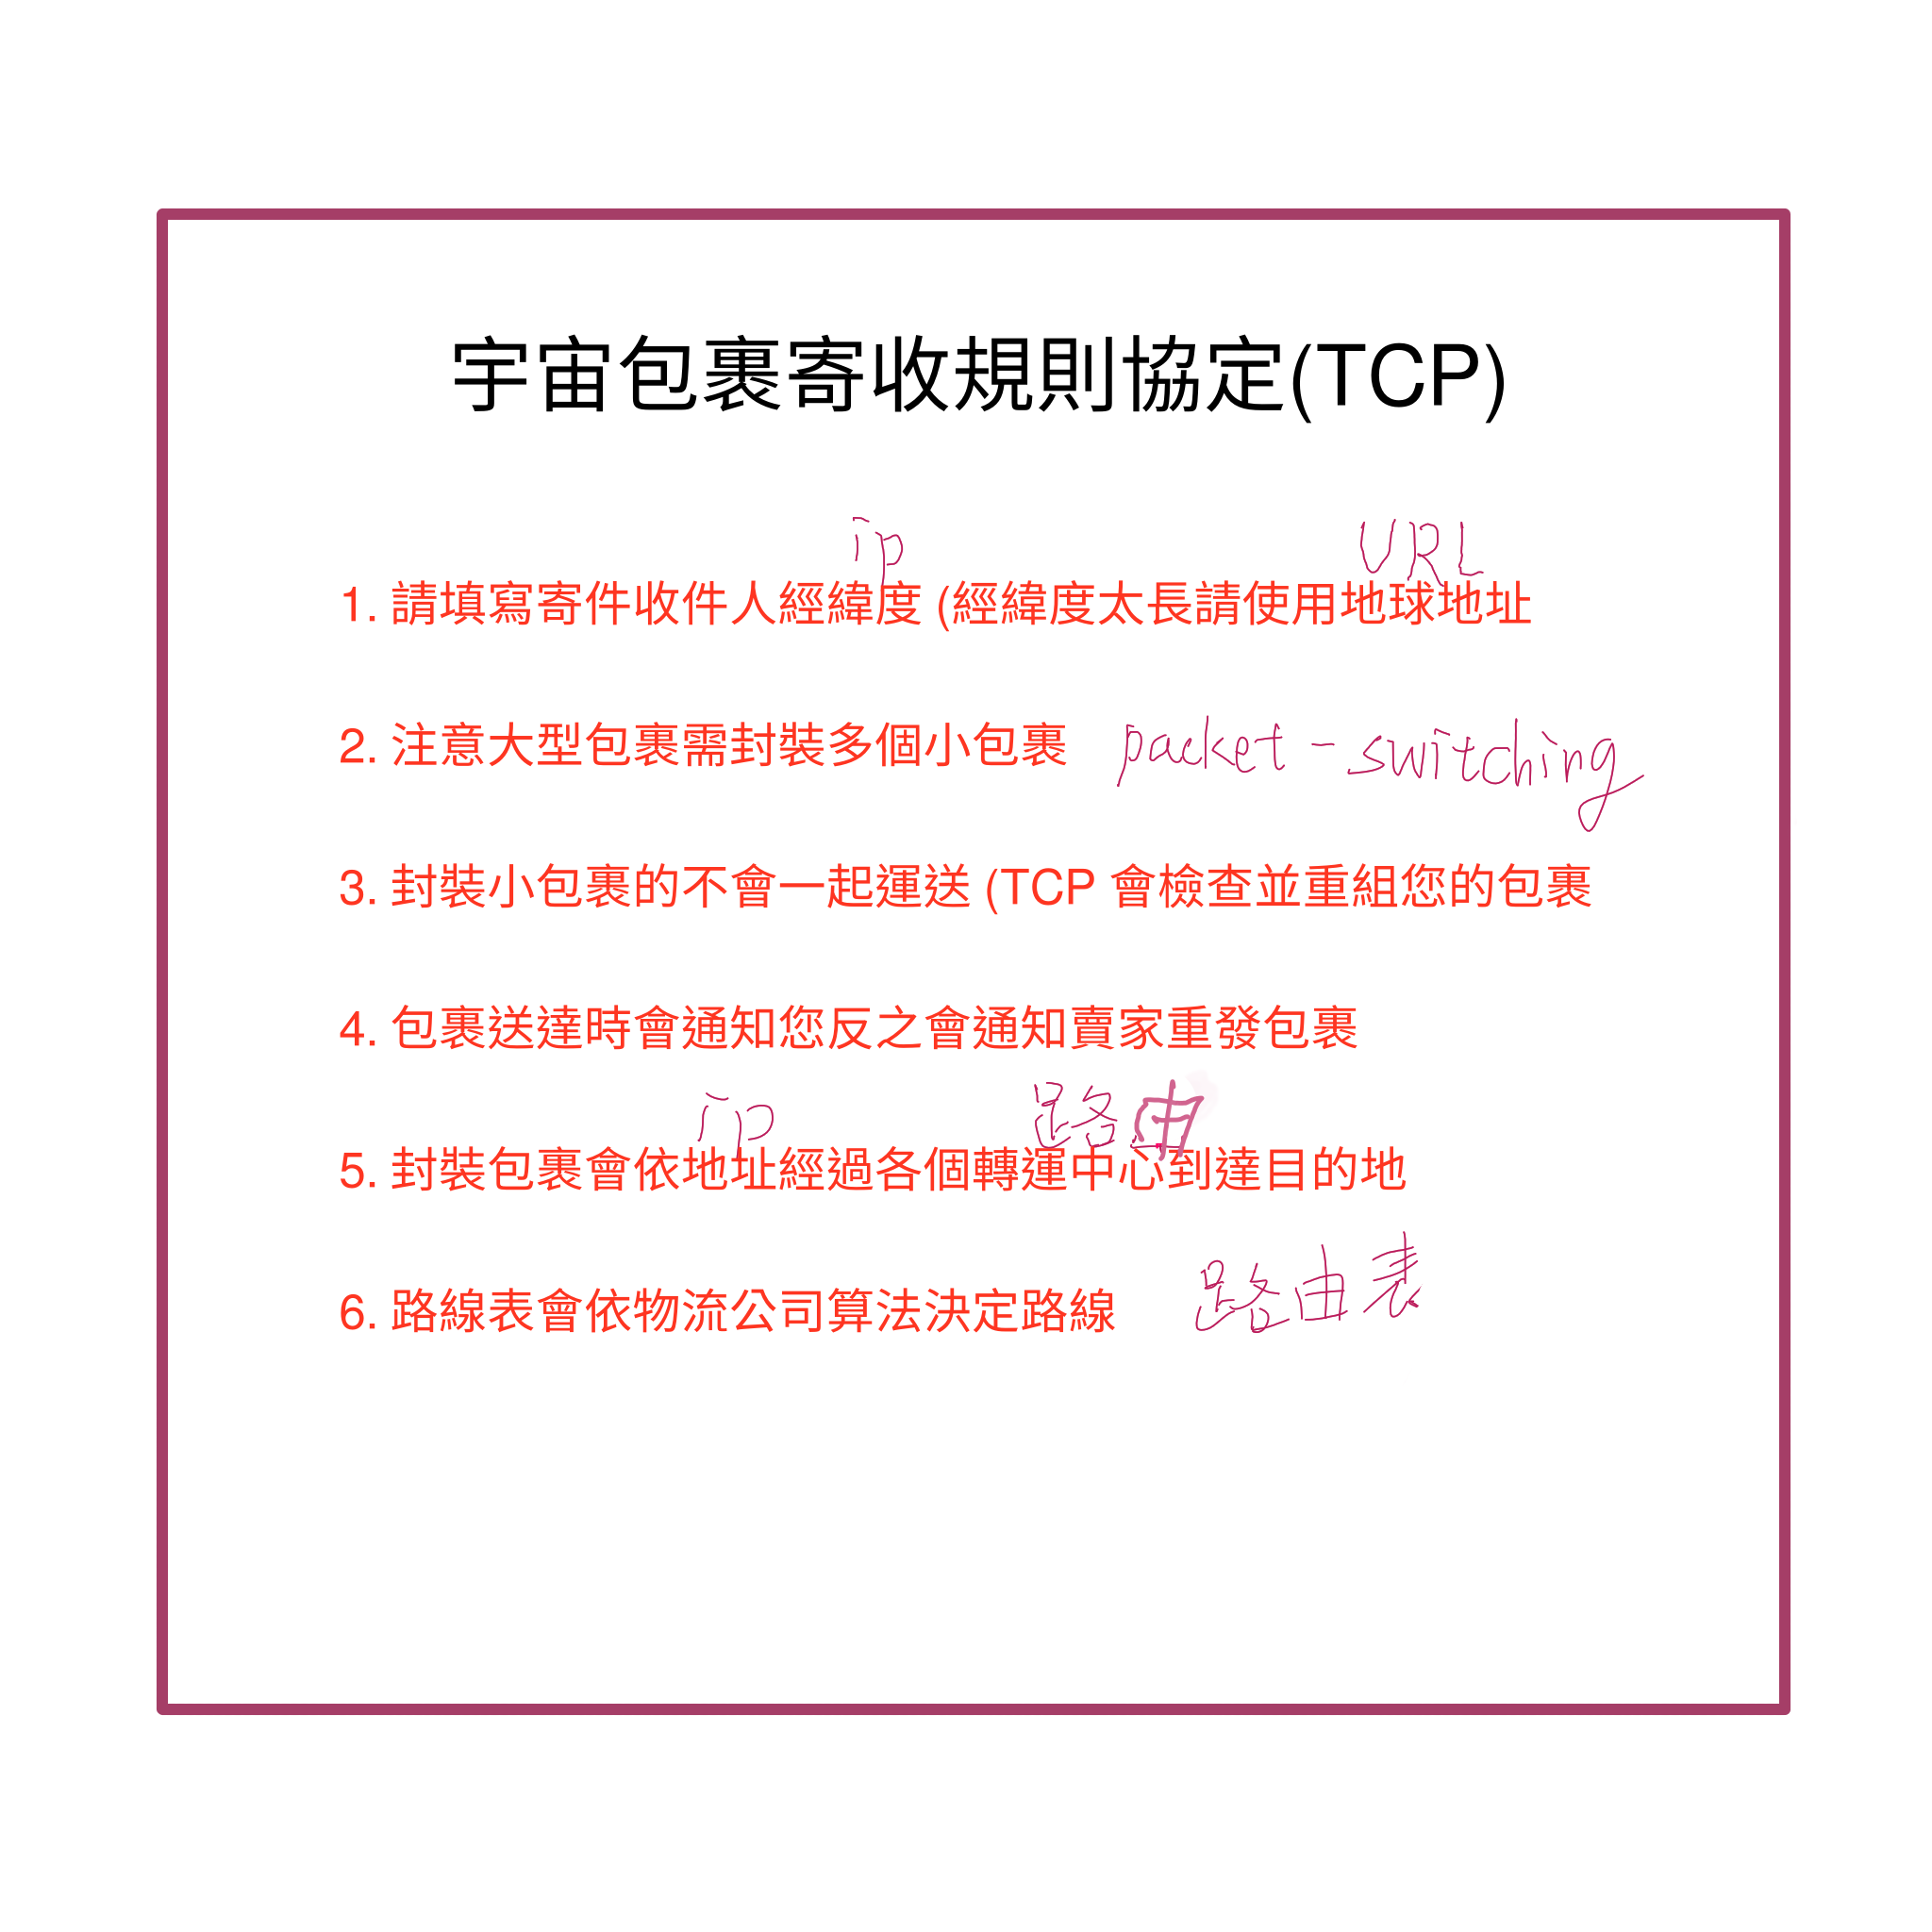 宇宙包裹寄收規則協定(TCP)
ip URL
1. 請填寫寄件收件人經緯度 (經緯度太長請使用地球地址
2. 注意大型包裹需封裝多個小包裹 packet-switching
3. 封裝小包裹的不會一起運送 (TCP 會檢查並重組您的包裹
4. 包裹送達時會通知您反之會通知賣家重發包裹
ip 路由
5. 封裝包裹會依地址經過各個轉運中心到達目的地
6. 路線表會依物流公司算法決定路線 路由表